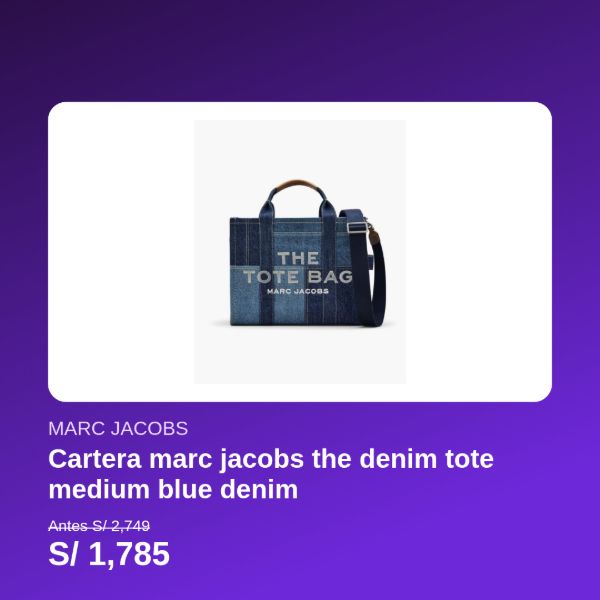 THE
TOTE BAG
MARC JACOBS
MARC JACOBS
Cartera marc jacobs the denim tote
medium blue denim
Antes S/ 2,749
S/ 1,785